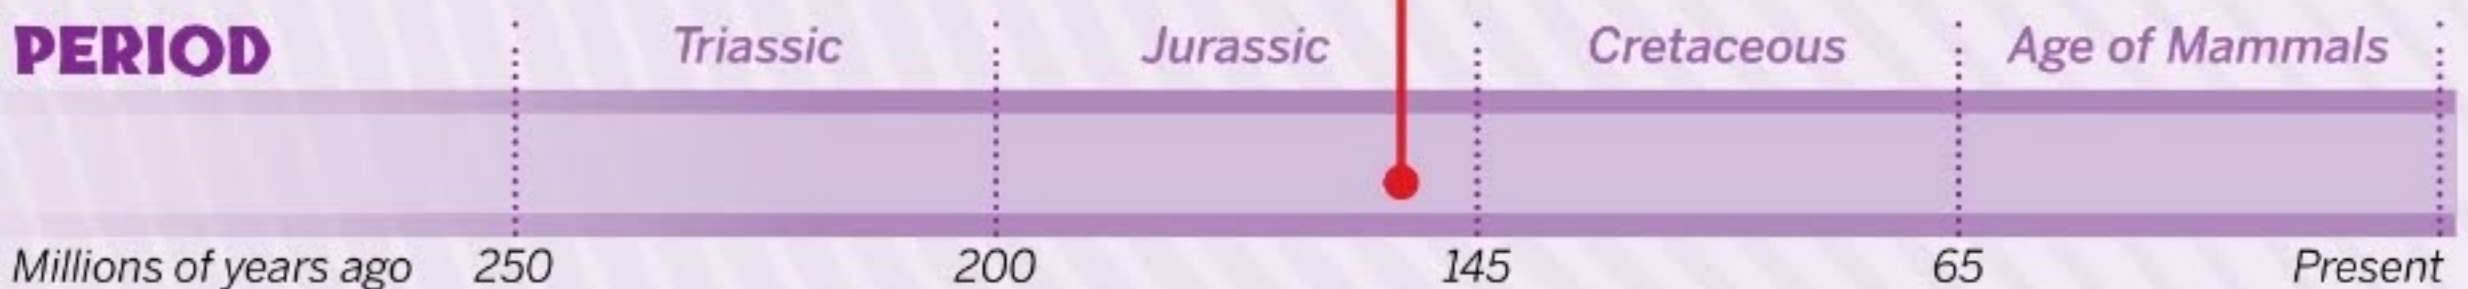 PERIOD Triassic Jurassic Cretaceous Age of Mammals
Millions of years ago 250 200 145 65 Present